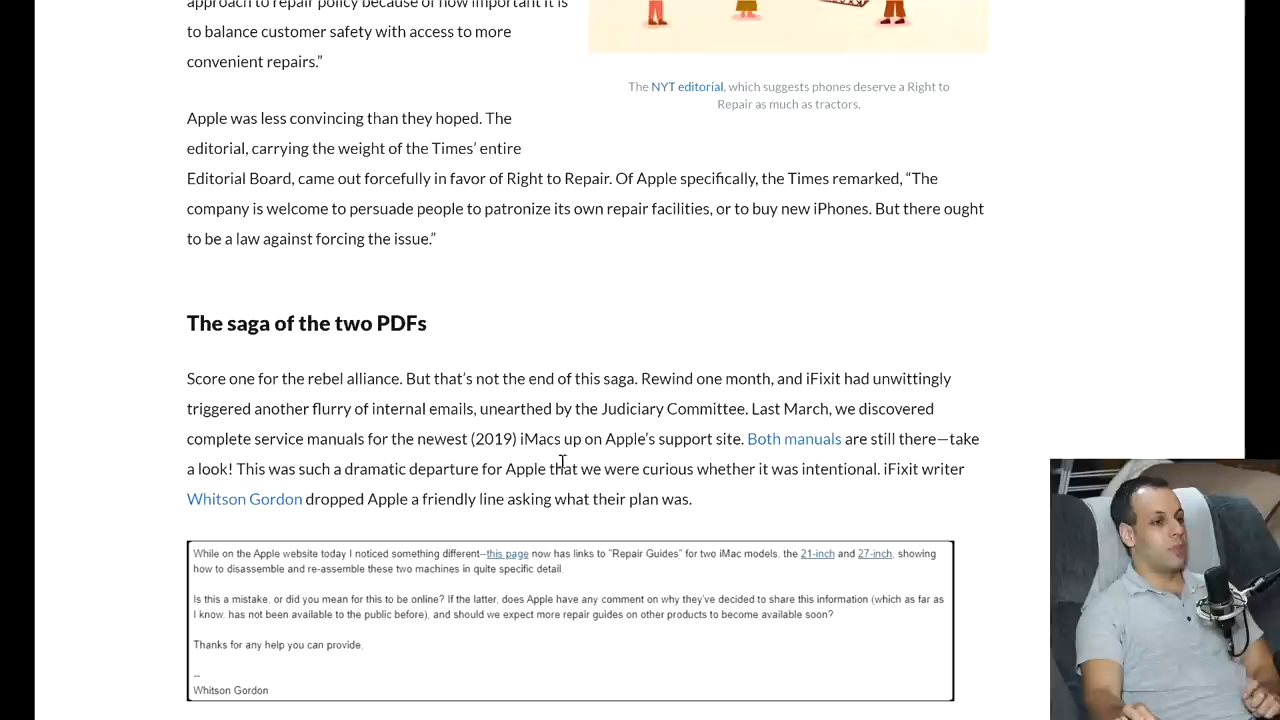 approach to repair policy because of how important it is
to balance customer safety with access to more
convenient repairs.”
The NYT editorial, which suggests phones deserve a Right to
Repair as much as tractors.
Apple was less convincing than they hoped. The
editorial, carrying the weight of the Times’ entire
Editorial Board, came out forcefully in favor of Right to Repair. Of Apple specifically, the Times remarked, “The
company is welcome to persuade people to patronize its own repair facilities, or to buy new iPhones. But there ought
to be a law against forcing the issue.”
The saga of the two PDFs
Score one for the rebel alliance. But that’s not the end of this saga. Rewind one month, and iFixit had unwittingly
triggered another flurry of internal emails, unearthed by the Judiciary Committee. Last March, we discovered
complete service manuals for the newest (2019) iMacs up on Apple’s support site. Both manuals are still there—take
a look! This was such a dramatic departure for Apple that we were curious whether it was intentional. iFixit writer
Whitson Gordon dropped Apple a friendly line asking what their plan was.
While on the Apple website today I noticed something different--this page now has links to "Repair Guides" for two iMac models, the 21-inch and 27-inch, showing
how to disassemble and re-assemble these two machines in quite specific detail.
Is this a mistake, or did you mean for this to be online? If the latter, does Apple have any comment on why they've decided to share this information (which as far as
I know, has not been available to the public before), and should we expect more repair guides on other products to become available soon?
Thanks for any help you can provide.
--
Whitson Gordon